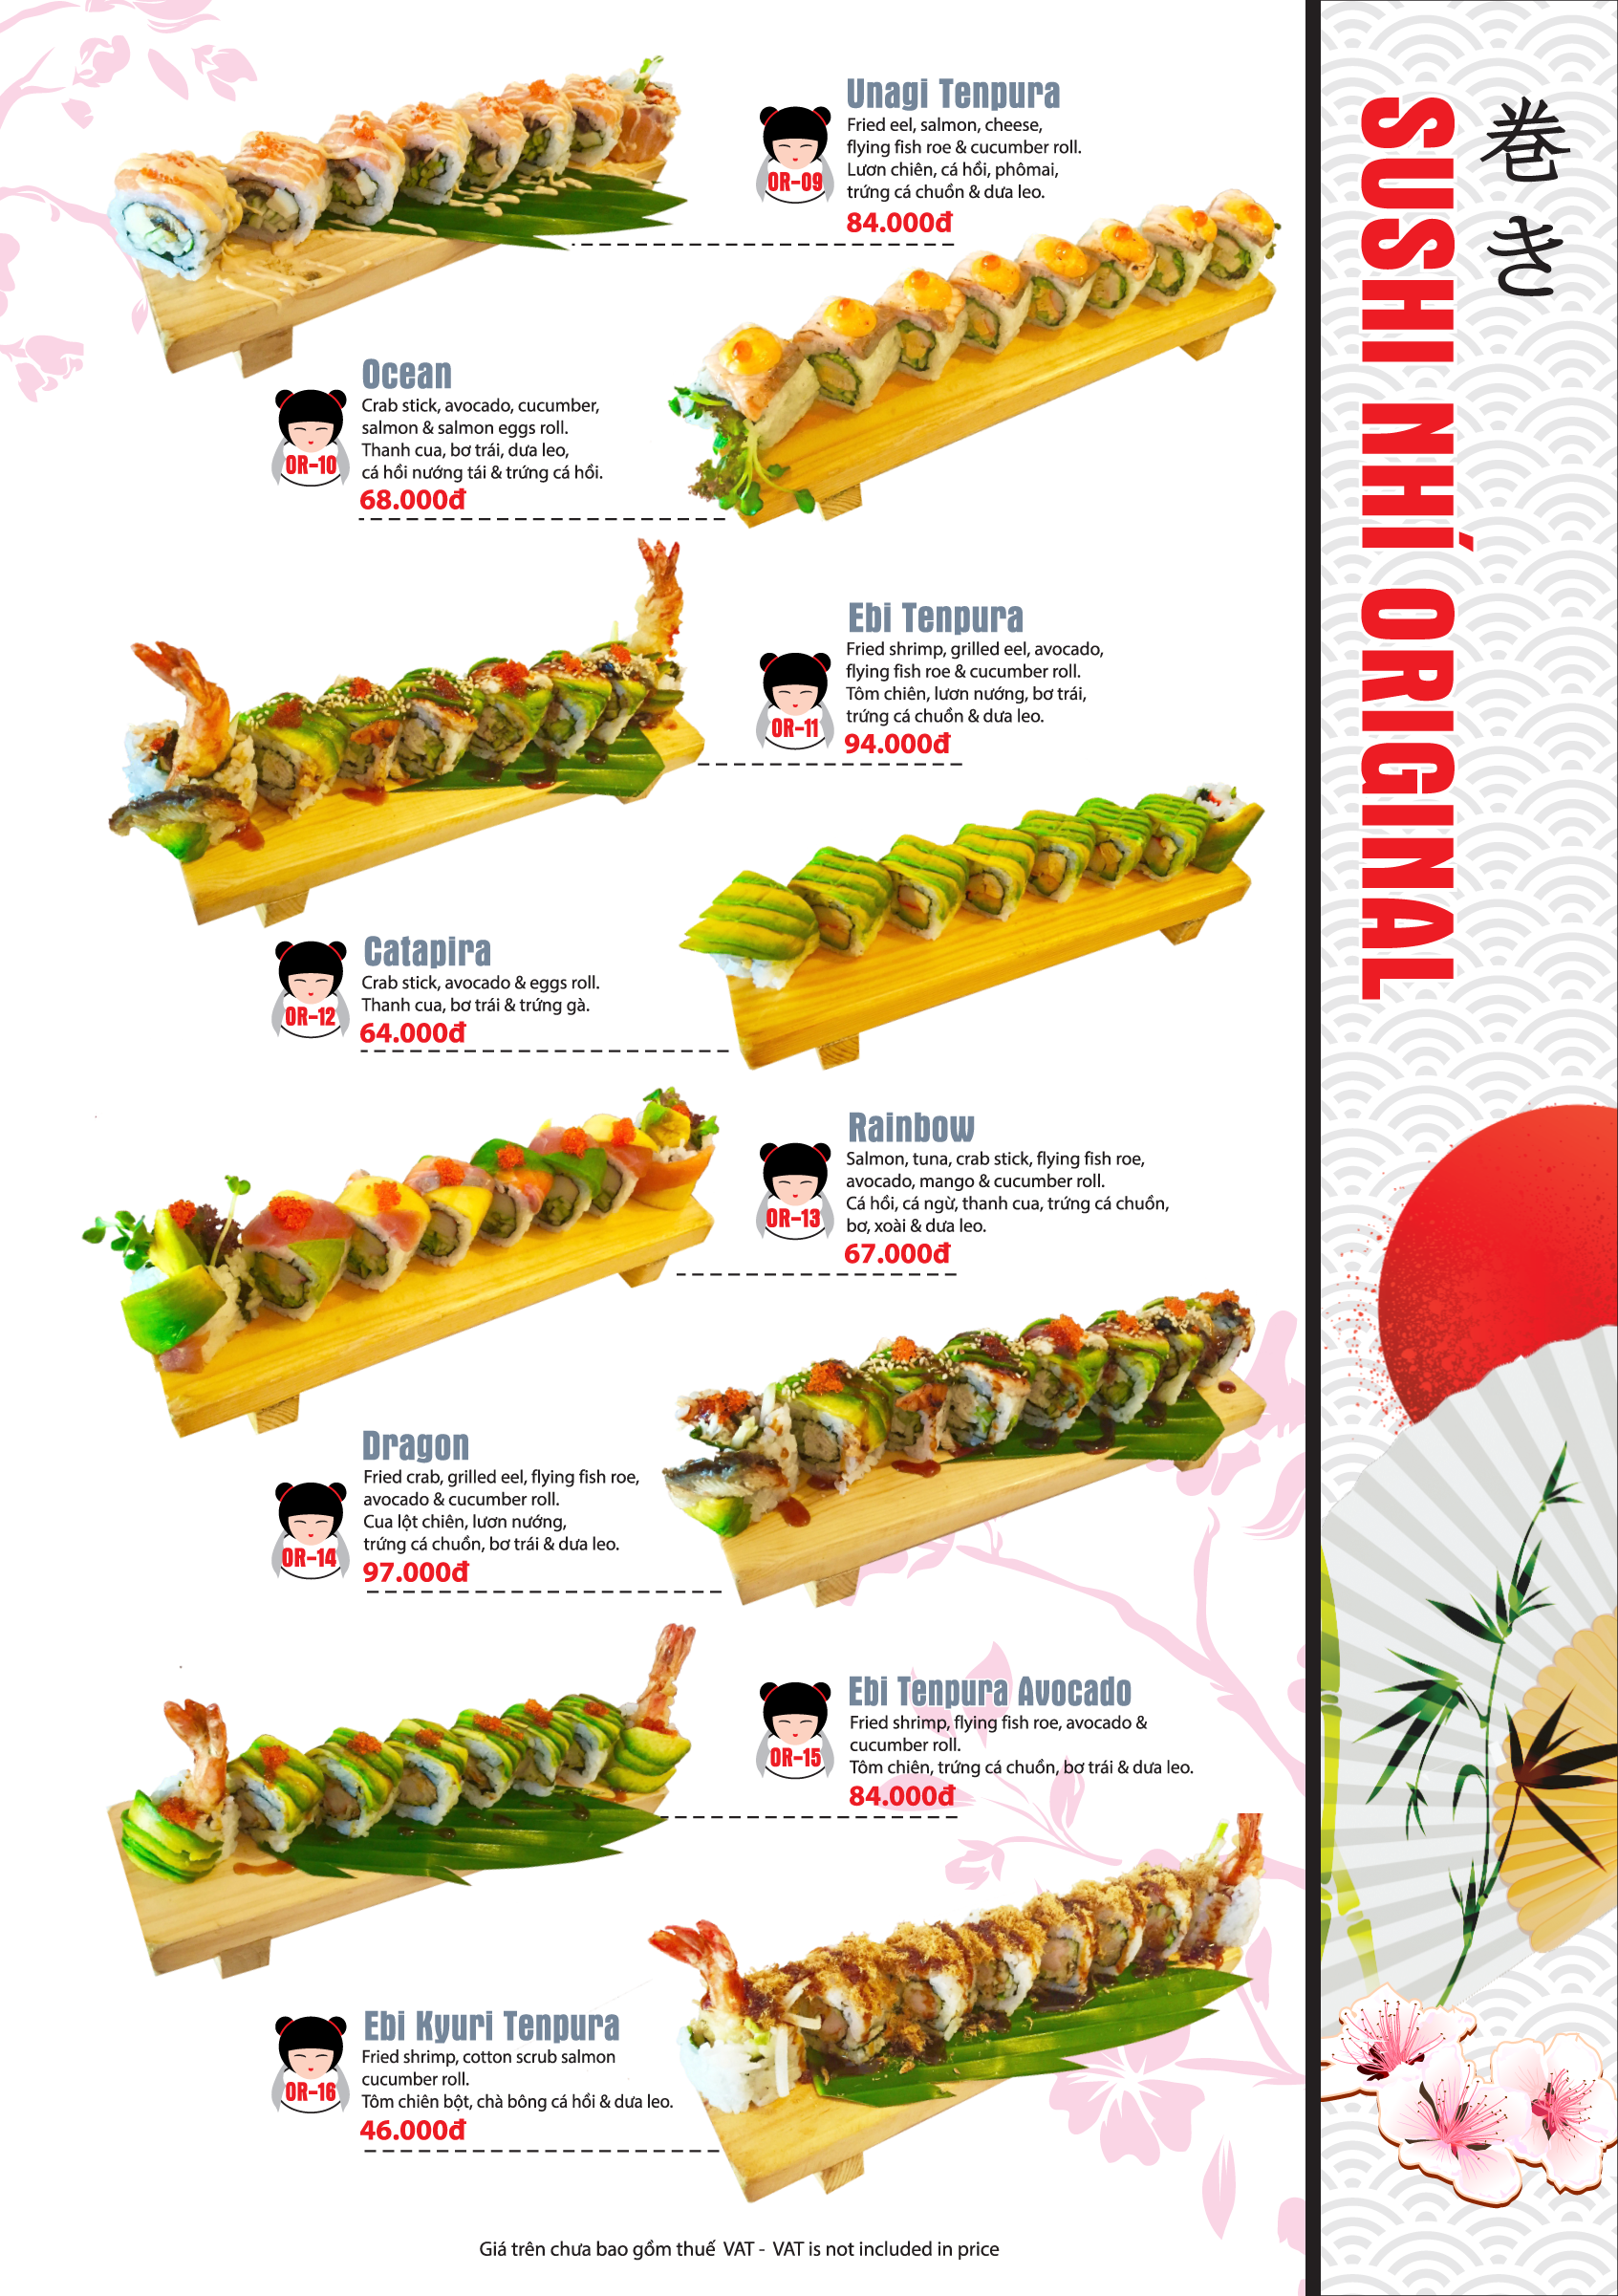 Unagi Tenpura
Fried eel, salmon, cheese,
flying fish roe & cucumber roll.
Lươn chiên, cá hồi, phômai,
trứng cá chuồn & dưa leo.
84.000đ
OR-09
Ocean
Crab stick, avocado, cucumber,
salmon & salmon eggs roll.
Thanh cua, bơ trái, dưa leo,
cá hồi nướng tái & trứng cá hồi.
68.000đ
OR-10
Ebi Tenpura
Fried shrimp, grilled eel, avocado,
flying fish roe & cucumber roll.
Tôm chiên, lươn nướng, bơ trái,
trứng cá chuồn & dưa leo.
94.000đ
OR-11
Catapira
Crab stick, avocado & eggs roll.
Thanh cua, bơ trái & trứng gà.
64.000đ
OR-12
Rainbow
Salmon, tuna, crab stick, flying fish roe,
avocado, mango & cucumber roll.
Cá hồi, cá ngừ, thanh cua, trứng cá chuồn,
bơ, xoài & dưa leo.
67.000đ
OR-13
Dragon
Fried crab, grilled eel, flying fish roe,
avocado & cucumber roll.
Cua lột chiên, lươn nướng,
trứng cá chuồn, bơ trái & dưa leo.
97.000đ
OR-14
Ebi Tenpura Avocado
Fried shrimp, flying fish roe, avocado &
cucumber roll.
Tôm chiên, trứng cá chuồn, bơ trái & dưa leo.
84.000đ
OR-15
Ebi Kyuri Tenpura
Fried shrimp, cotton scrub salmon
cucumber roll.
Tôm chiên bột, chà bông cá hồi & dưa leo.
46.000đ
OR-16
Giá trên chưa bao gồm thuế VAT - VAT is not included in price
巻き
SUSHI NHÍ ORIGINAL